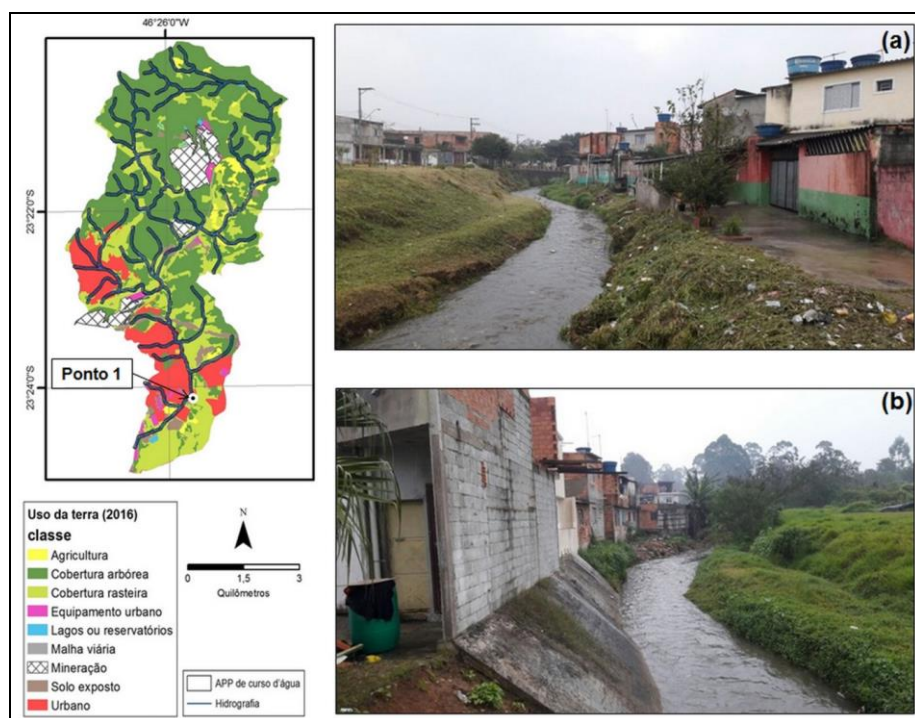 46°26'0"W
23°22'0"S
23°24'0"S
Ponto 1
Uso da terra (2016)
classe
Agricultura
Cobertura arbórea
Cobertura rasteira
Equipamento urbano
Lagos ou reservatórios
Malha viária
Mineração
Solo exposto
Urbano
N
0 1,5 3
Quilômetros
APP de curso d'água
Hidrografia
(a)
(b)